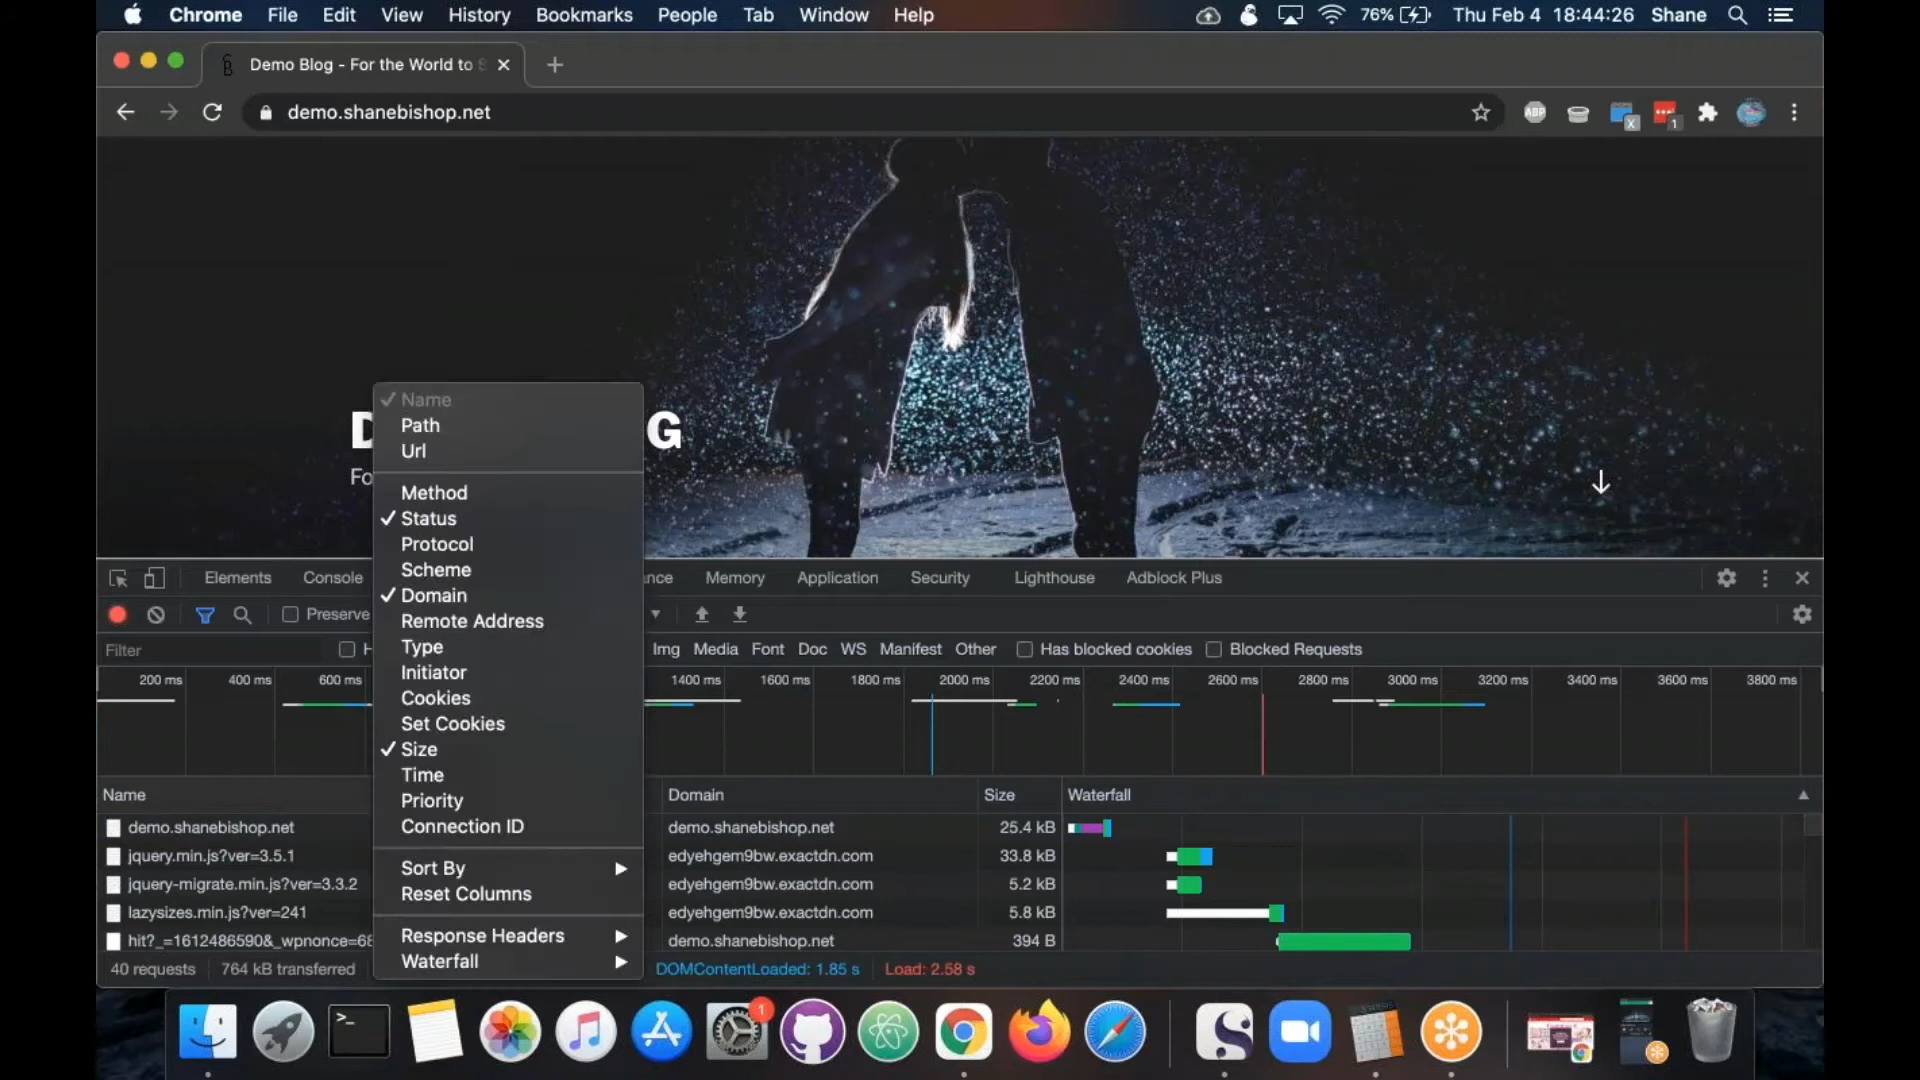 Chrome File Edit View History Bookmarks People Tab Window Help 76% Thu Feb 4 18:44:26 Shane
Demo Blog - For the World to S
demo.shanebishop.net
ABP X 1
D G
Fo
Name
Path
Url
Method
Status
Protocol
Scheme
Domain
Remote Address
Type
Initiator
Cookies
Set Cookies
Size
Time
Priority
Connection ID
Sort By
Reset Columns
Response Headers
Waterfall
Elements Console nce Memory Application Security Lighthouse Adblock Plus
Preserve
Filter H Img Media Font Doc WS Manifest Other Has blocked cookies Blocked Requests
200 ms 400 ms 600 ms 1400 ms 1600 ms 1800 ms 2000 ms 2200 ms 2400 ms 2600 ms 2800 ms 3000 ms 3200 ms 3400 ms 3600 ms 3800 ms
Name Domain Size Waterfall
demo.shanebishop.net demo.shanebishop.net 25.4 kB
jquery.min.js?ver=3.5.1 edyehgem9bw.exactdn.com 33.8 kB
jquery-migrate.min.js?ver=3.3.2 edyehgem9bw.exactdn.com 5.2 kB
lazysizes.min.js?ver=241 edyehgem9bw.exactdn.com 5.8 kB
hit?_=1612486590&_wpnonce=68 demo.shanebishop.net 394 B
40 requests 764 kB transferred DOMContentLoaded: 1.85 s Load: 2.58 s
>_ 1